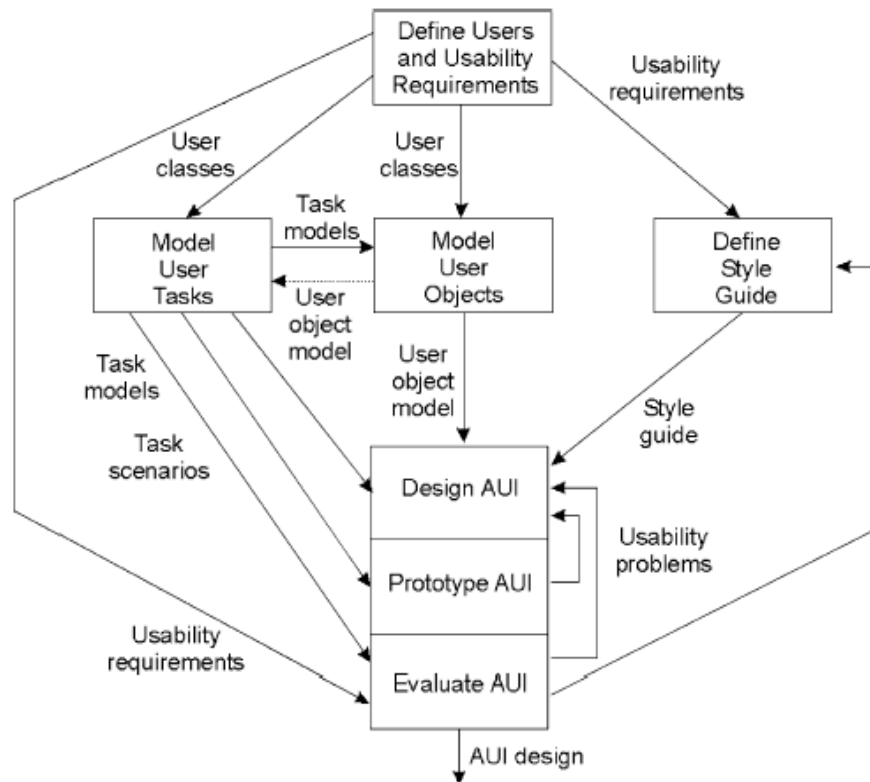 Define Users
and Usability
Requirements
Usability
requirements
User
classes
User
classes
Task
models
Model
User
Tasks
Model
User
Objects
Define
Style
Guide
User
object
model
Task
models
User
object
model
Style
guide
Task
scenarios
Design AUI
Usability
problems
Prototype AUI
Usability
requirements
Evaluate AUI
AUI design